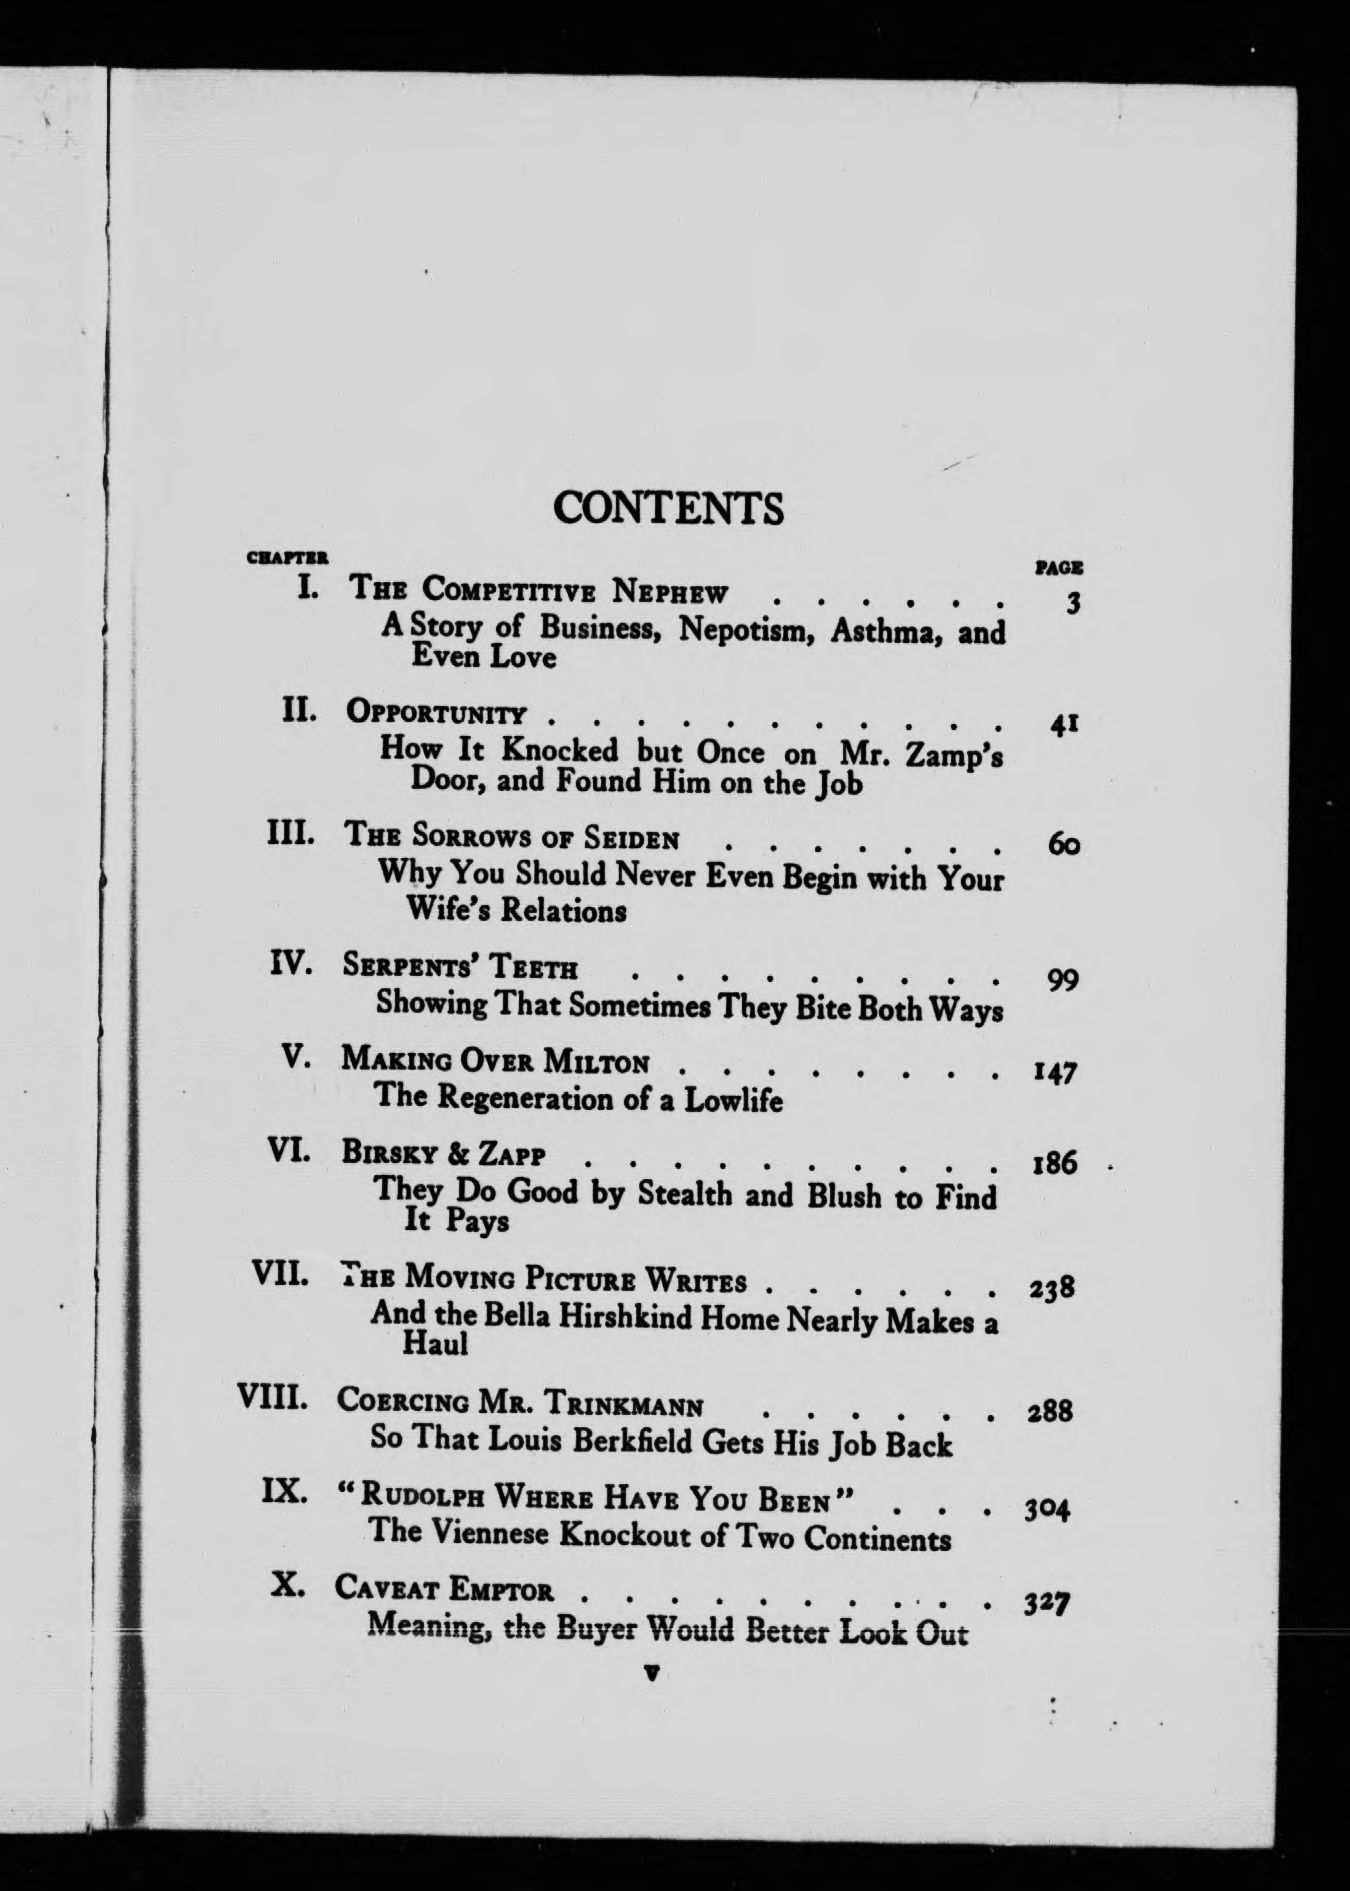 CONTENTS
CHAPTER PAGE
I. THE COMPETITIVE NEPHEW . . . . . . 3
A Story of Business, Nepotism, Asthma, and
Even Love
II. OPPORTUNITY . . . . . . . . . . . 41
How It Knocked but Once on Mr. Zamp's
Door, and Found Him on the Job
III. THE SORROWS OF SEIDEN . . . . . . . 60
Why You Should Never Even Begin with Your
Wife's Relations
IV. SERPENTS' TEETH . . . . . . . . . 99
Showing That Sometimes They Bite Both Ways
V. MAKING OVER MILTON . . . . . . . . 147
The Regeneration of a Lowlife
VI. BIRSKY & ZAPP . . . . . . . . . . 186
They Do Good by Stealth and Blush to Find
It Pays
VII. THE MOVING PICTURE WRITES . . . . . . 238
And the Bella Hirshkind Home Nearly Makes a
Haul
VIII. COERCING MR. TRINKMANN . . . . . . 288
So That Louis Berkfield Gets His Job Back
IX. "RUDOLPH WHERE HAVE YOU BEEN" . . . 304
The Viennese Knockout of Two Continents
X. CAVEAT EMPTOR . . . . . . . . . . 327
Meaning, the Buyer Would Better Look Out
v